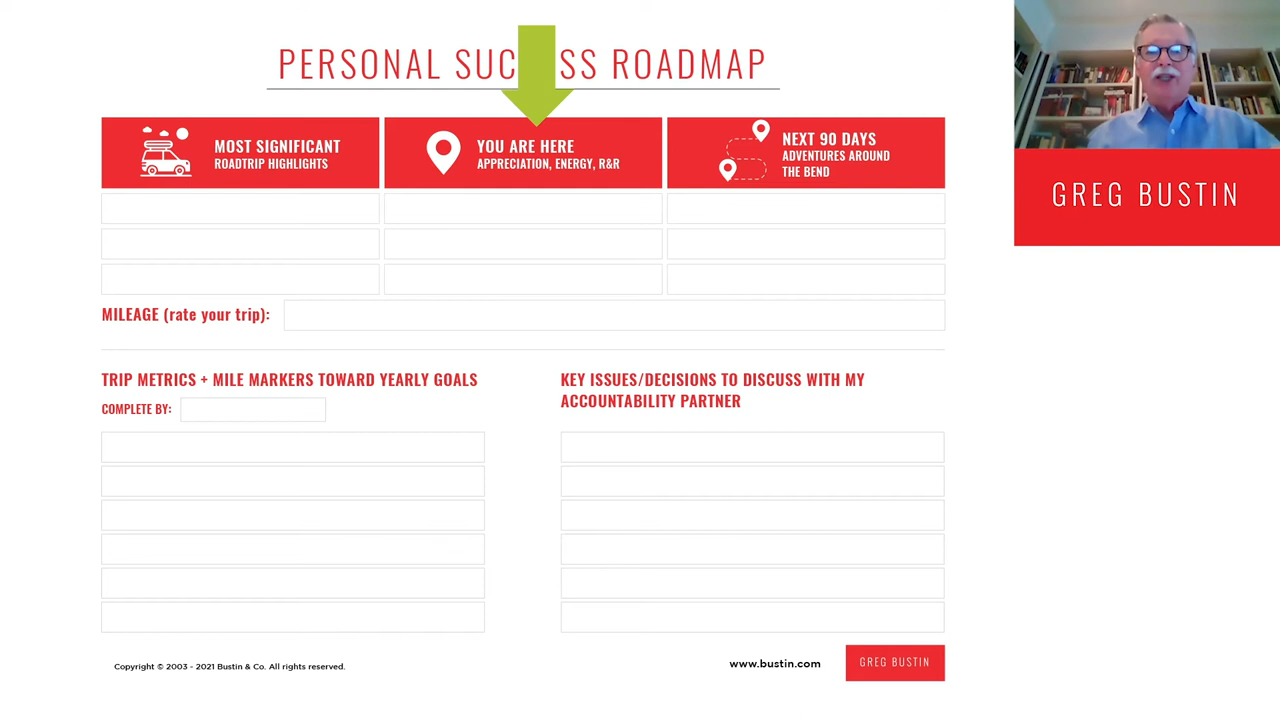 PERSONAL SUC SS ROADMAP
MOST SIGNIFICANT
ROADTRIP HIGHLIGHTS
YOU ARE HERE
APPRECIATION, ENERGY, R&R
NEXT 90 DAYS
ADVENTURES AROUND
THE BEND
GREG BUSTIN
MILEAGE (rate your trip):
TRIP METRICS + MILE MARKERS TOWARD YEARLY GOALS
COMPLETE BY:
KEY ISSUES/DECISIONS TO DISCUSS WITH MY
ACCOUNTABILITY PARTNER
Copyright © 2003 - 2021 Bustin & Co. All rights reserved.
www.bustin.com
GREG BUSTIN